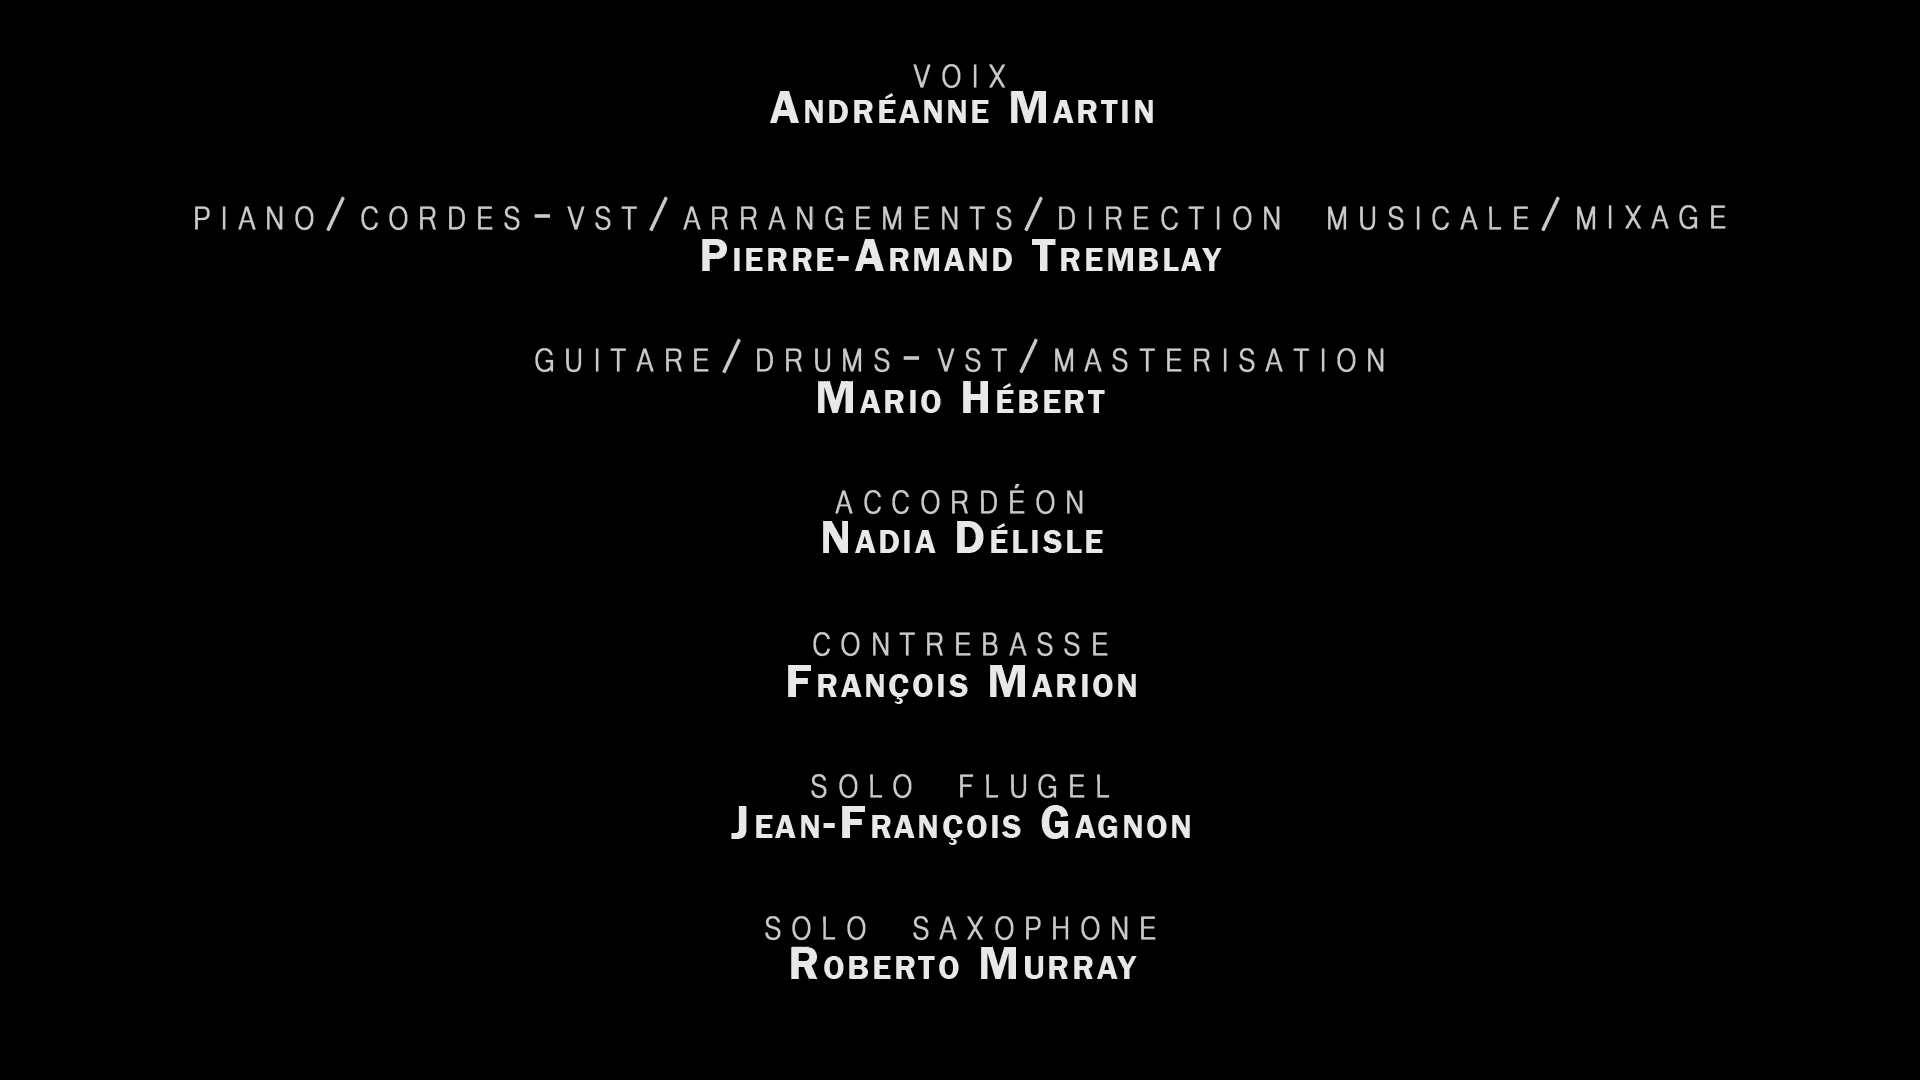 VOIX
ANDRÉANNE MARTIN
PIANO/CORDES-VST/ARRANGEMENTS/DIRECTION MUSICALE/MIXAGE
PIERRE-ARMAND TREMBLAY
GUITARE/DRUMS-VST/MASTERISATION
MARIO HÉBERT
ACCORDÉON
NADIA DÉLISLE
CONTREBASSE
FRANÇOIS MARION
SOLO FLUGEL
JEAN-FRANÇOIS GAGNON
SOLO SAXOPHONE
ROBERTO MURRAY